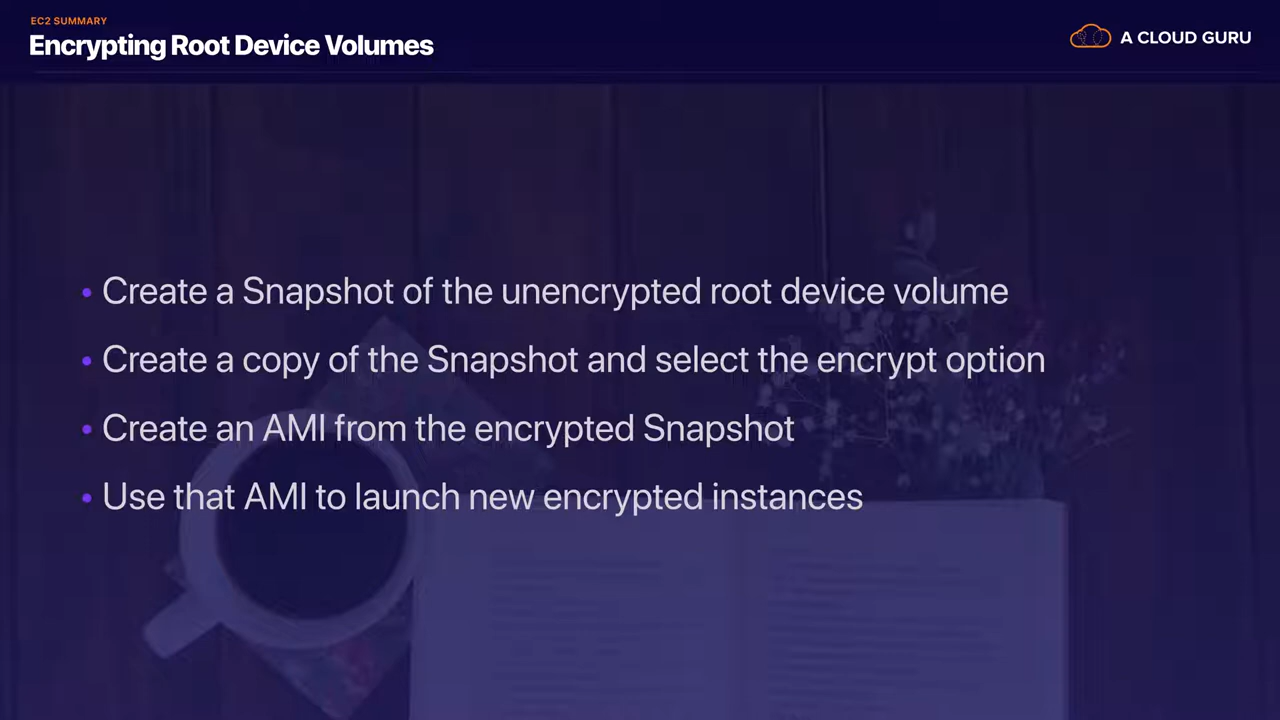 EC2 SUMMARY
Encrypting Root Device Volumes
A CLOUD GURU
• Create a Snapshot of the unencrypted root device volume
• Create a copy of the Snapshot and select the encrypt option
• Create an AMI from the encrypted Snapshot
• Use that AMI to launch new encrypted instances